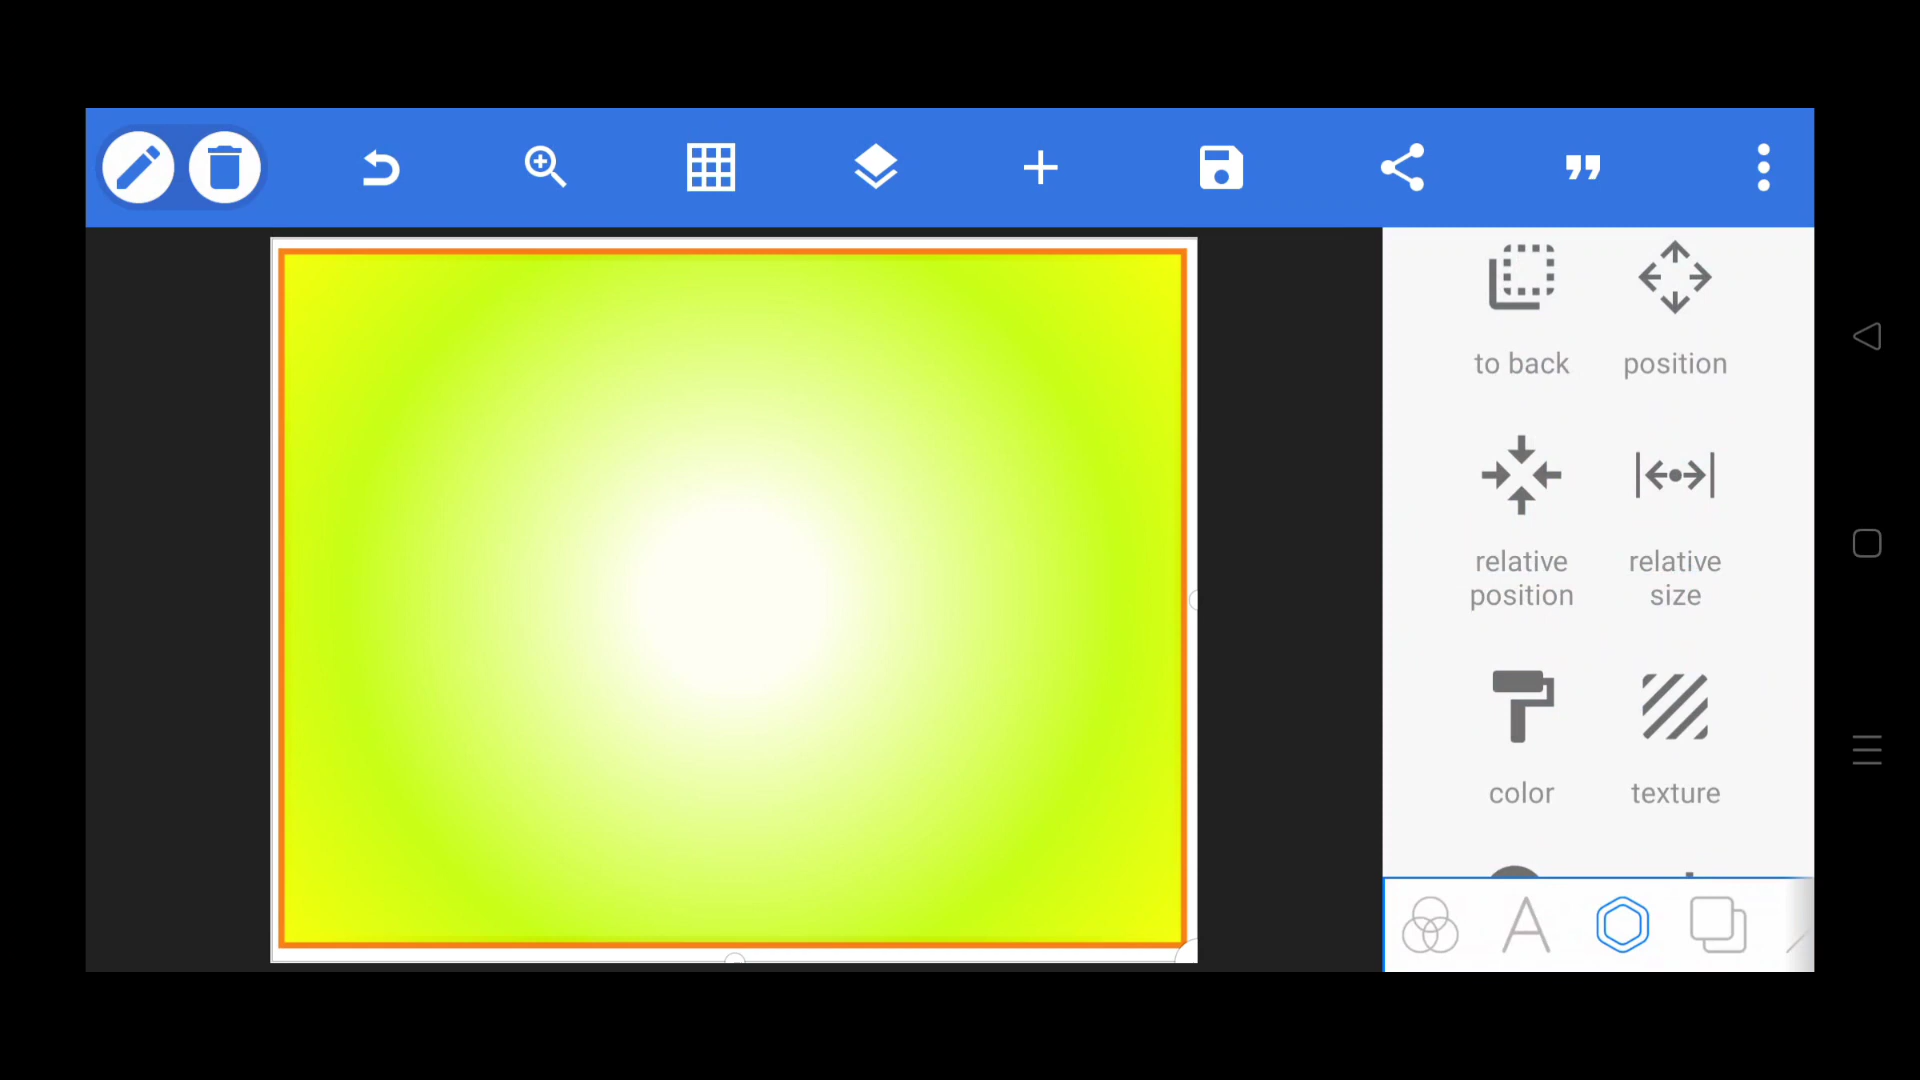 to back
position
relative
position
relative
size
color
texture